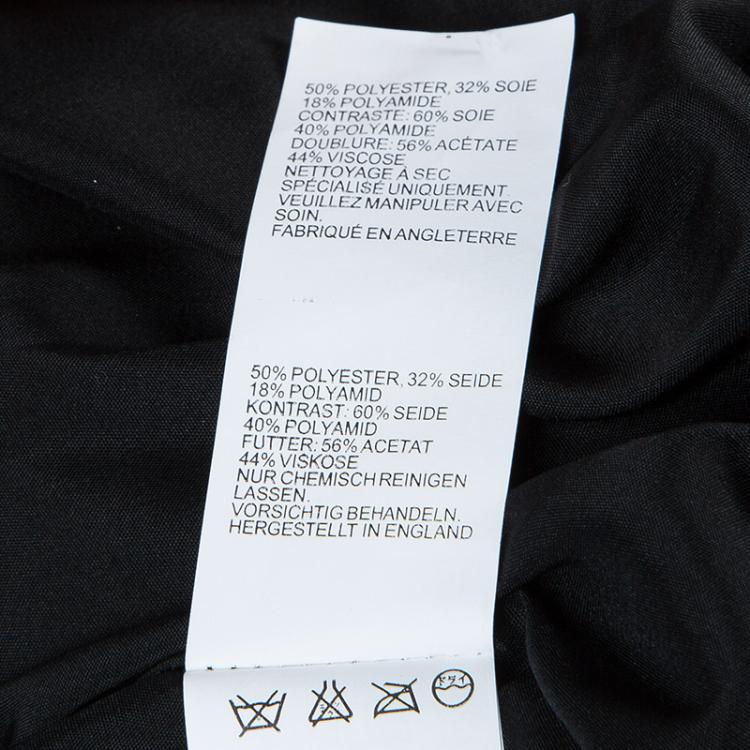 50% POLYESTER, 32% SOIE
18% POLYAMIDE
CONTRASTE: 60% SOIE
40% POLYAMIDE
DOUBLURE: 56% ACÉTATE
44% VISCOSE
NETTOYAGE À SEC
SPÉCIALISÉ UNIQUEMENT.
VEUILLEZ MANIPULER AVEC
SOIN.
FABRIQUÉ EN ANGLETERRE
50% POLYESTER, 32% SEIDE
18% POLYAMID
KONTRAST: 60% SEIDE
40% POLYAMID
FUTTER: 56% ACETAT
44% VISKOSE
NUR CHEMISCH REINIGEN
LASSEN.
VORSICHTIG BEHANDELN.
HERGESTELLT IN ENGLAND
ドライ